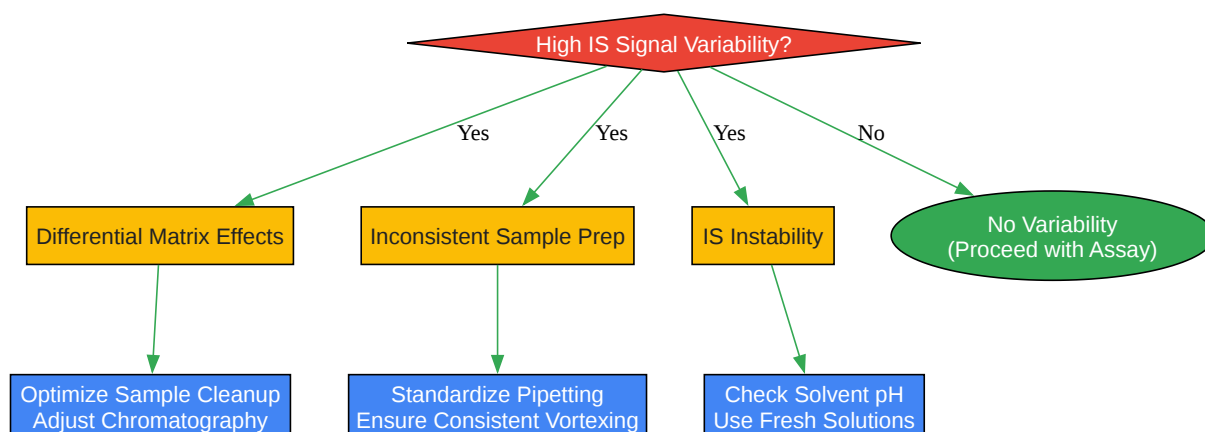 High IS Signal Variability?
Yes
Yes
Yes
No
Differential Matrix Effects
Inconsistent Sample Prep
IS Instability
No Variability
(Proceed with Assay)
Optimize Sample Cleanup
Adjust Chromatography
Standardize Pipetting
Ensure Consistent Vortexing
Check Solvent pH
Use Fresh Solutions